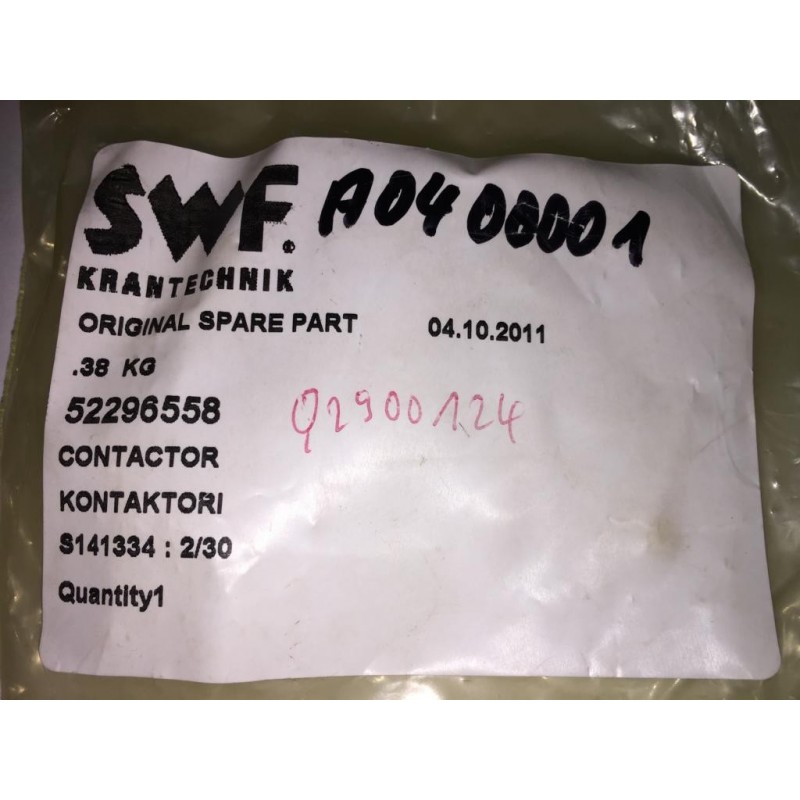 SWF® A04 06001
KRANTECHNIK
ORIGINAL SPARE PART 04.10.2011
.38 KG
52296558 Q2900124
CONTACTOR
KONTAKTORI
S141334 : 2/30
Quantity1